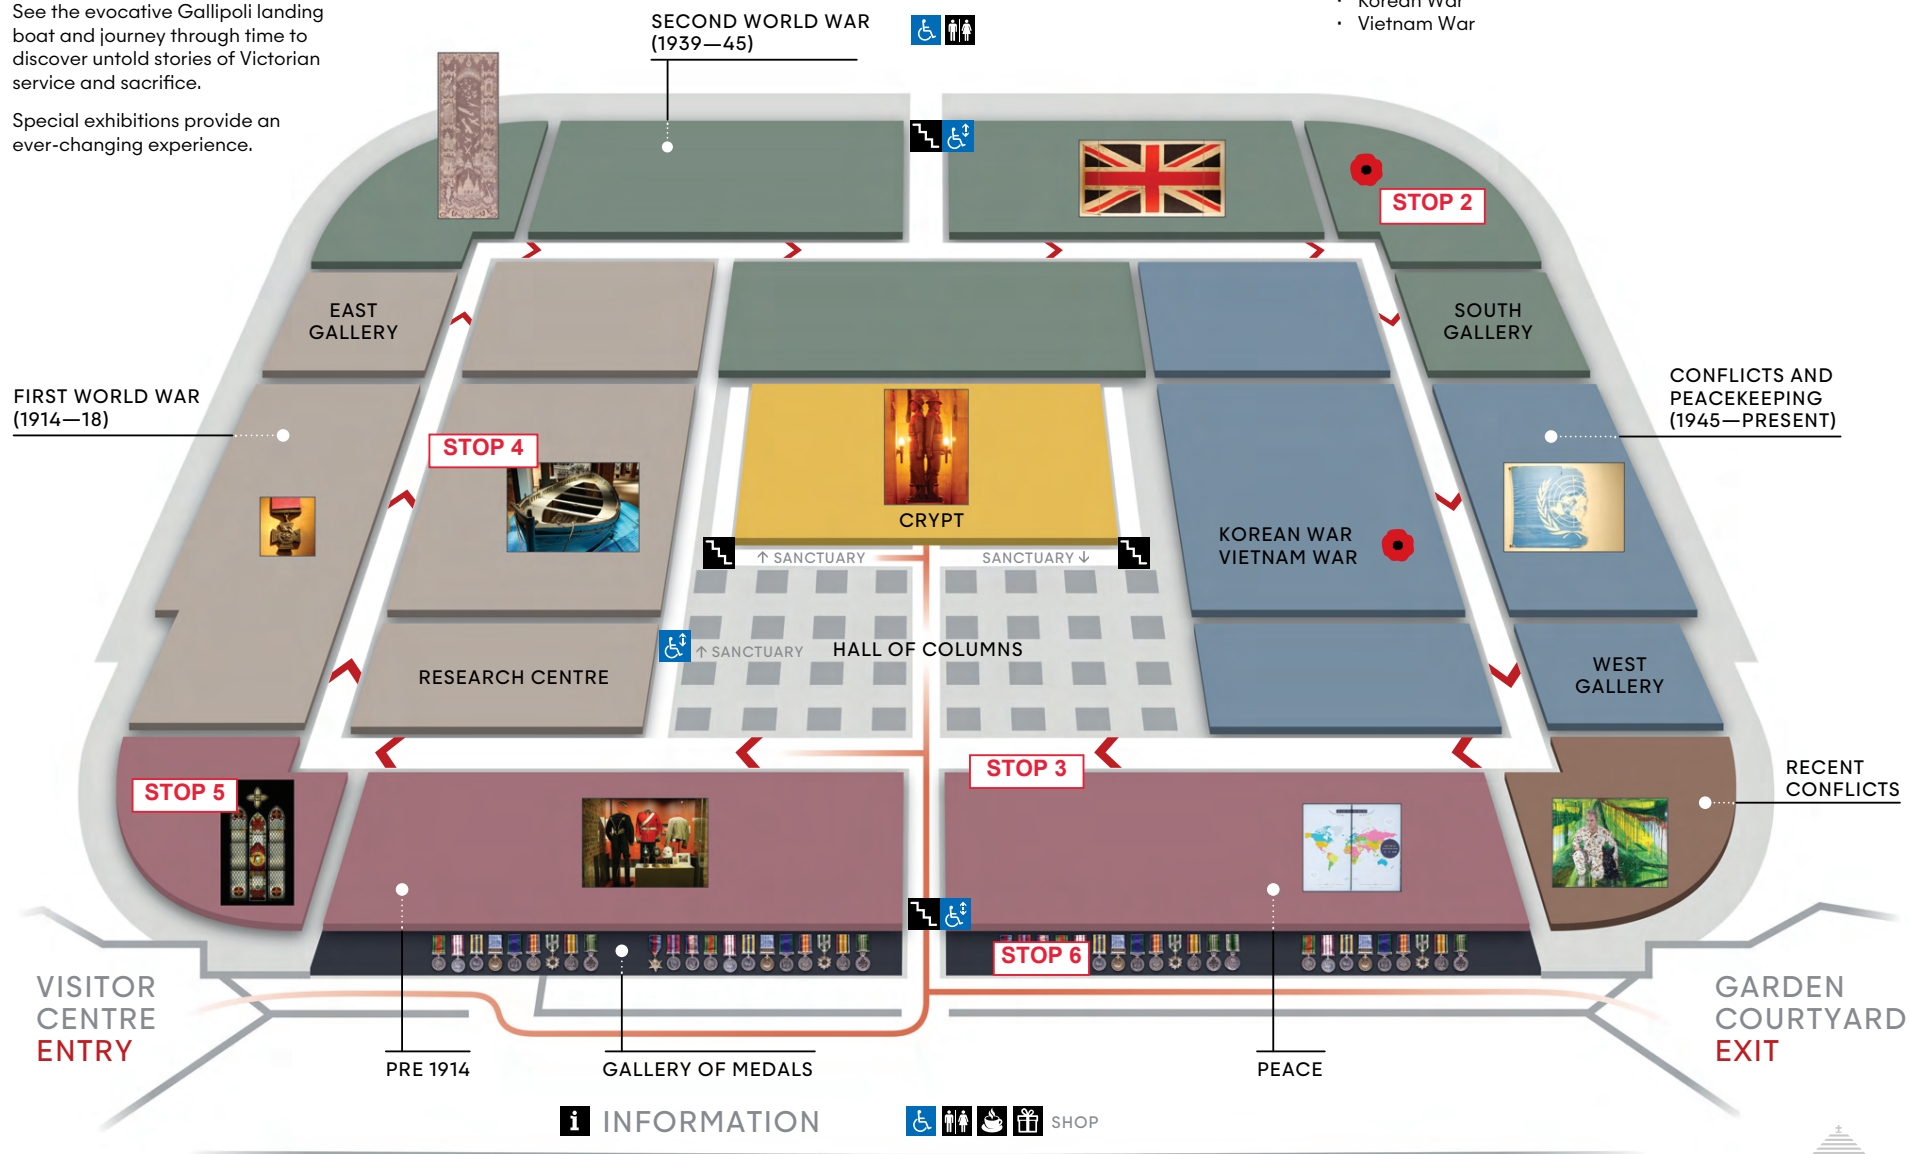 See the evocative Gallipoli landing
boat and journey through time to
discover untold stories of Victorian
service and sacrifice.
Special exhibitions provide an
ever-changing experience.
SECOND WORLD WAR
(1939—45)
· Korean War
· Vietnam War
STOP 2
EAST
GALLERY
SOUTH
GALLERY
FIRST WORLD WAR
(1914—18)
CONFLICTS AND
PEACEKEEPING
(1945—PRESENT)
STOP 4
CRYPT
KOREAN WAR
VIETNAM WAR
↑ SANCTUARY
SANCTUARY ↓
↑ SANCTUARY
HALL OF COLUMNS
RESEARCH CENTRE
WEST
GALLERY
STOP 3
STOP 5
RECENT
CONFLICTS
STOP 6
VISITOR
CENTRE
ENTRY
GARDEN
COURTYARD
EXIT
PRE 1914
GALLERY OF MEDALS
PEACE
i INFORMATION
SHOP